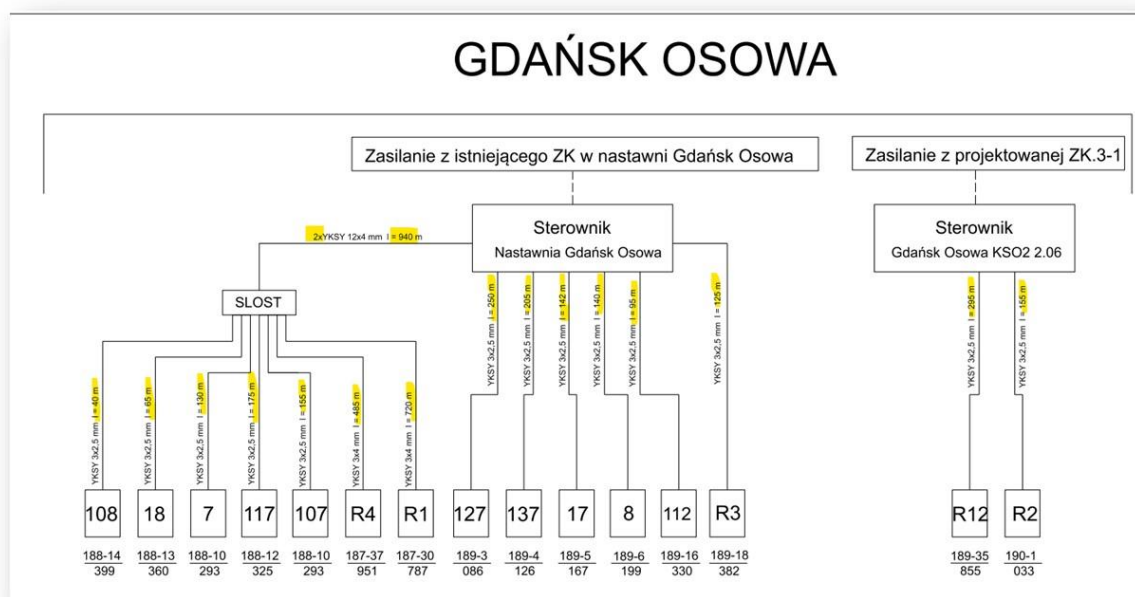 GDAŃSK OSOWA
Zasilanie z istniejącego ZK w nastawni Gdańsk Osowa
Zasilanie z projektowanej ZK.3-1
Sterownik
Nastawnia Gdańsk Osowa
Sterownik
Gdańsk Osowa KSO2 2.06
2xYKSY 12x4 mm l = 940 m
SLOST
YKSY 3x2,5 mm l = 40 m
YKSY 3x2,5 mm l = 65 m
YKSY 3x2,5 mm l = 130 m
YKSY 3x2,5 mm l = 175 m
YKSY 3x2,5 mm l = 155 m
YKSY 3x4 mm l = 485 m
YKSY 3x4 mm l = 720 m
YKSY 3x2,5 mm l = 250 m
YKSY 3x2,5 mm l = 205 m
YKSY 3x2,5 mm l = 142 m
YKSY 3x2,5 mm l = 140 m
YKSY 3x2,5 mm l = 95 m
YKSY 3x2,5 mm l = 125 m
YKSY 3x2,5 mm l = 295 m
YKSY 3x2,5 mm l = 155 m
108 18 7 117 107 R4 R1 127 137 17 8 112 R3 R12 R2
188-14 188-13 188-10 188-12 188-10 187-37 187-30 189-3 189-4 189-5 189-6 189-16 189-18 189-35 190-1
399 360 293 325 293 951 787 086 126 167 199 330 382 855 033